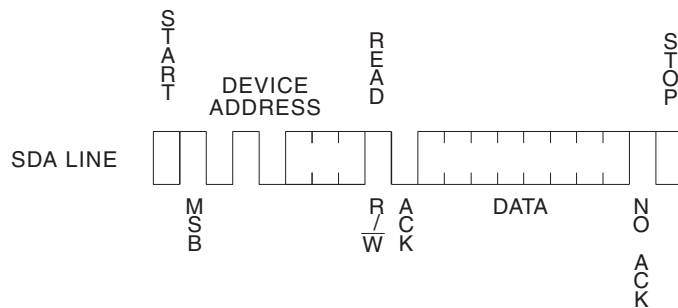 START
READ
STOP
DEVICE
ADDRESS
SDA LINE
MSB
R/W
ACK
DATA
NO ACK